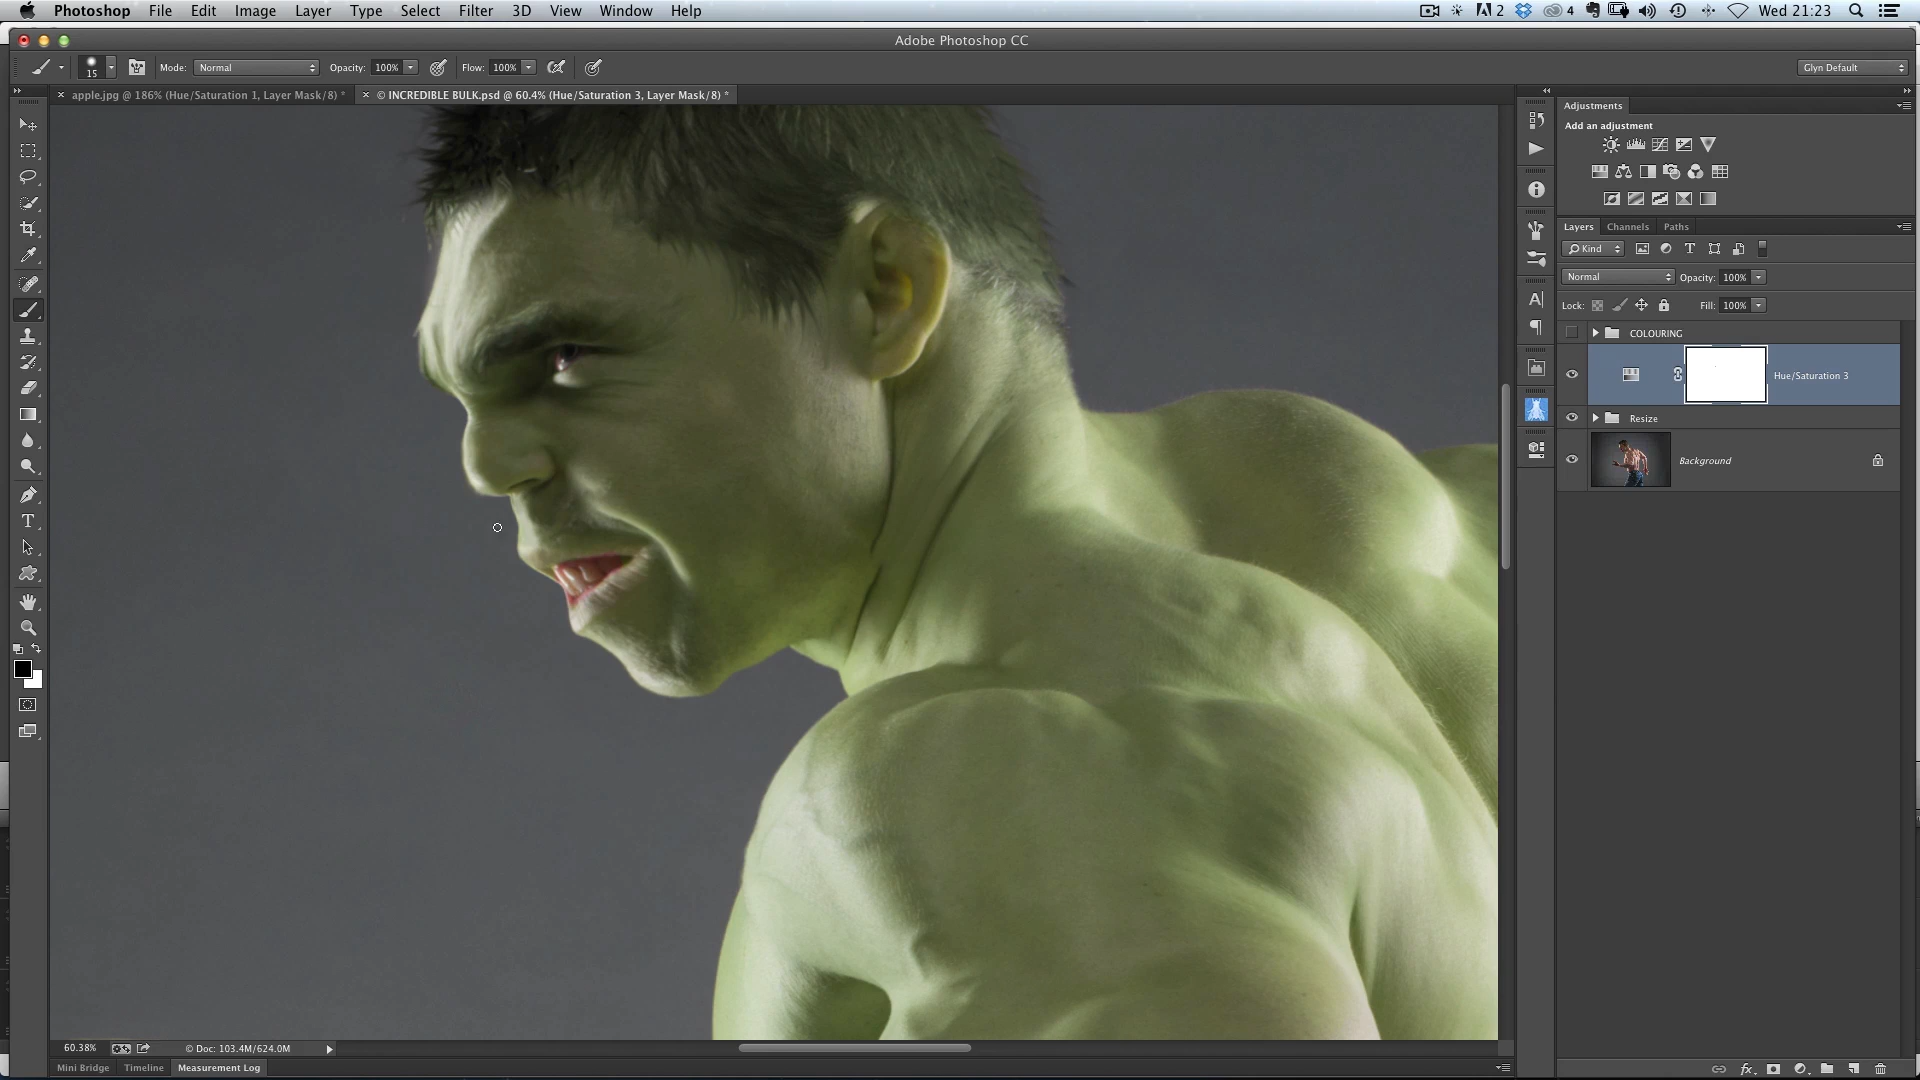 Photoshop File Edit Image Layer Type Select Filter 3D View Window Help 2 4 Wed 21:23
Adobe Photoshop CC
15 Mode: Normal Opacity: 100% Flow: 100% Glyn Default
apple.jpg @ 186% (Hue/Saturation 1, Layer Mask/8) * © INCREDIBLE BULK.psd @ 60.4% (Hue/Saturation 3, Layer Mask/8) *
Adjustments
Add an adjustment
Layers Channels Paths
Kind
Normal Opacity: 100%
Lock: Fill: 100%
COLOURING
Hue/Saturation 3
Resize
Background
60.38% © Doc: 103.4M/624.0M
Mini Bridge Timeline Measurement Log